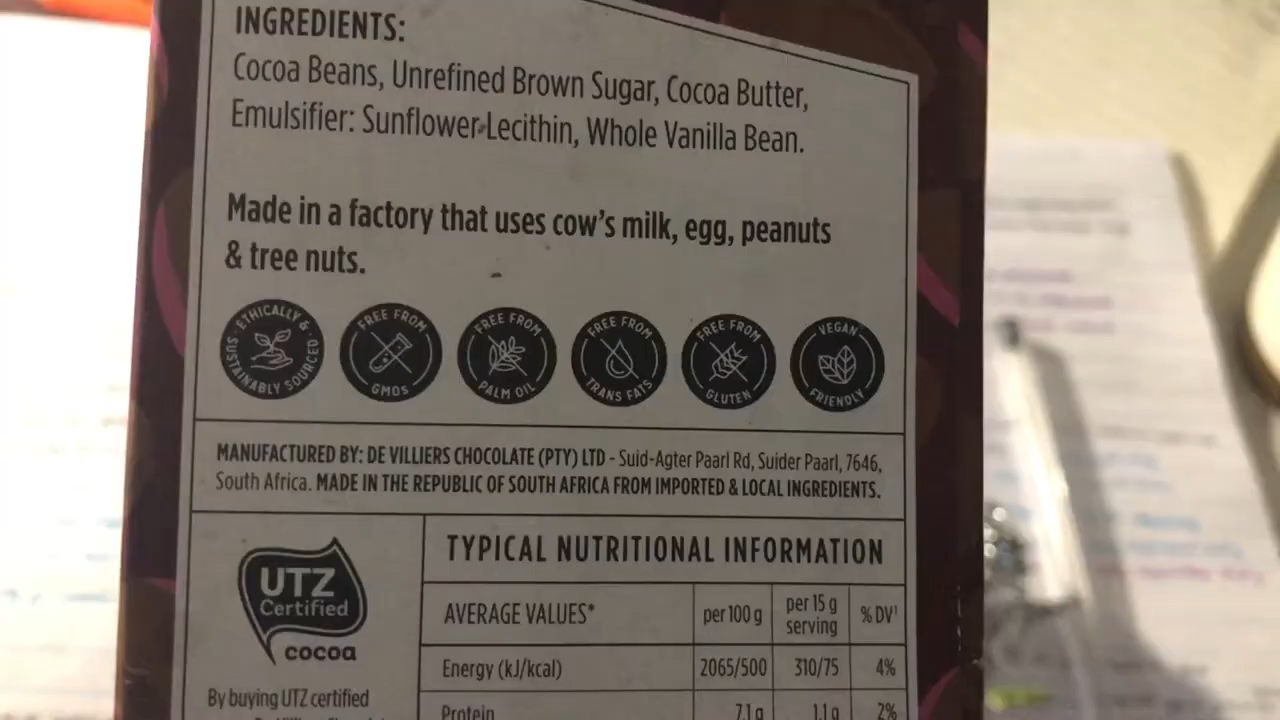 INGREDIENTS:
Cocoa Beans, Unrefined Brown Sugar, Cocoa Butter,
Emulsifier: Sunflower Lecithin, Whole Vanilla Bean.
Made in a factory that uses cow's milk, egg, peanuts
& tree nuts.
ETHICALLY & SUSTAINABLY SOURCED
FREE FROM GMOS
FREE FROM PALM OIL
FREE FROM TRANS FATS
FREE FROM GLUTEN
VEGAN FRIENDLY
MANUFACTURED BY: DE VILLIERS CHOCOLATE (PTY) LTD - Suid-Agter Paarl Rd, Suider Paarl, 7646,
South Africa. MADE IN THE REPUBLIC OF SOUTH AFRICA FROM IMPORTED & LOCAL INGREDIENTS.
UTZ
Certified
cocoa
By buying UTZ certified
TYPICAL NUTRITIONAL INFORMATION
AVERAGE VALUES* per 100 g per 15 g serving % DV¹
Energy (kJ/kcal) 2065/500 310/75 4%
Protein 7.1 g 1.1 g 2%